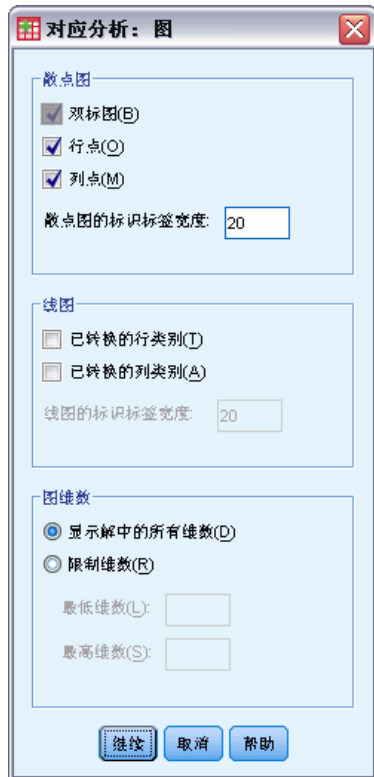 对应分析：图
散点图
双标图(B)
行点(O)
列点(M)
散点图的标识标签宽度: 20
线图
已转换的行类别(T)
已转换的列类别(A)
线图的标识标签宽度: 20
图维数
显示解中的所有维数(D)
限制维数(R)
最低维数(L):
最高维数(S):
继续 取消 帮助